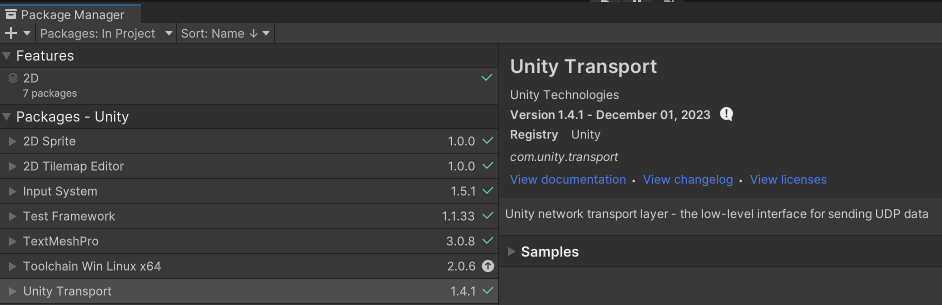 Package Manager
Packages: In Project Sort: Name ↓
Features
2D
7 packages
Packages - Unity
2D Sprite 1.0.0
2D Tilemap Editor 1.0.0
Input System 1.5.1
Test Framework 1.1.33
TextMeshPro 3.0.8
Toolchain Win Linux x64 2.0.6
Unity Transport 1.4.1
Unity Transport
Unity Technologies
Version 1.4.1 - December 01, 2023
Registry Unity
com.unity.transport
View documentation • View changelog • View licenses
Unity network transport layer - the low-level interface for sending UDP data
Samples